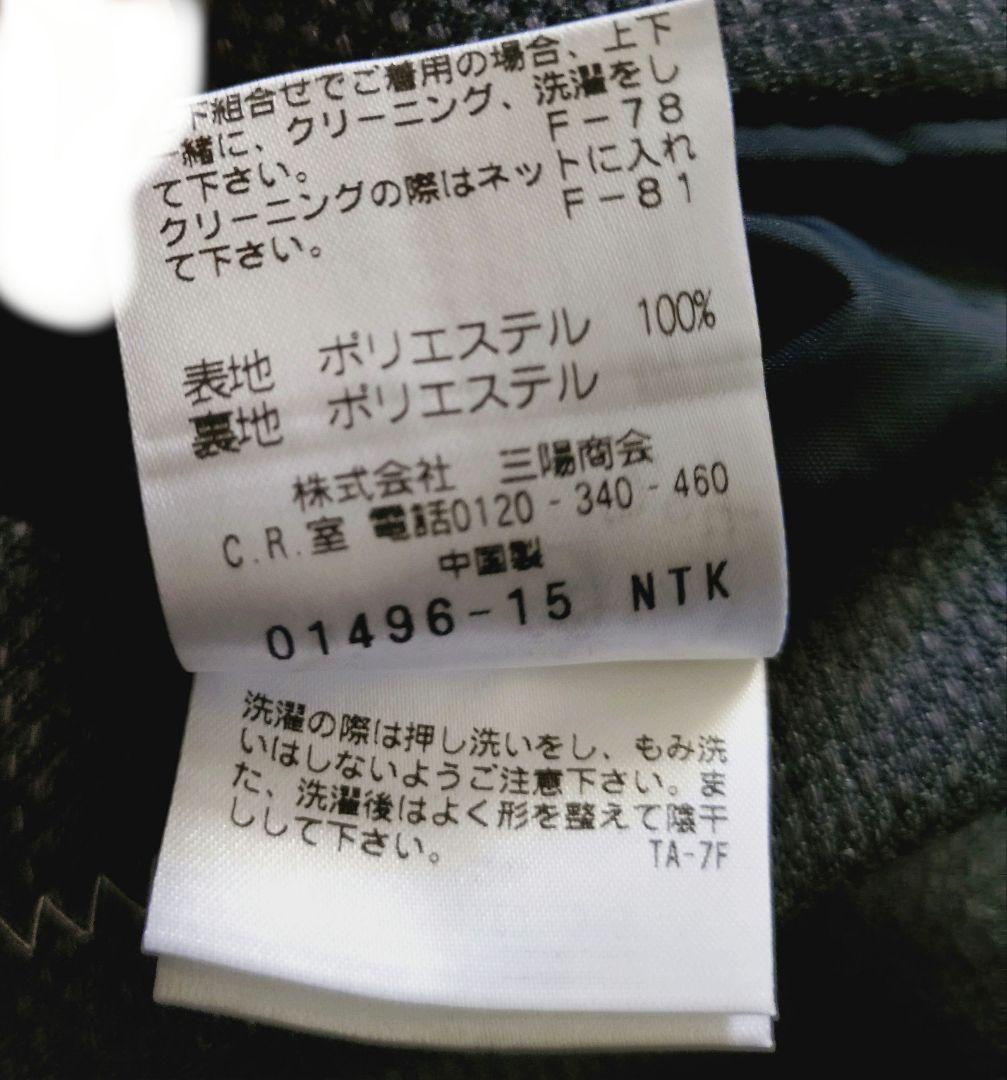 下組合せでご着用の場合、上下
一緒に、クリーニング、洗濯をし
て下さい。 F-78
クリーニングの際はネットに入れ
て下さい。 F-81
表地 ポリエステル 100%
裏地 ポリエステル
株式会社 三陽商会
C.R.室 電話0120-340-460
中国製
01496-15 NTK
洗濯の際は押し洗いをし、もみ洗
いはしないようご注意下さい。ま
た、洗濯後はよく形を整えて陰干
しして下さい。 TA-7F